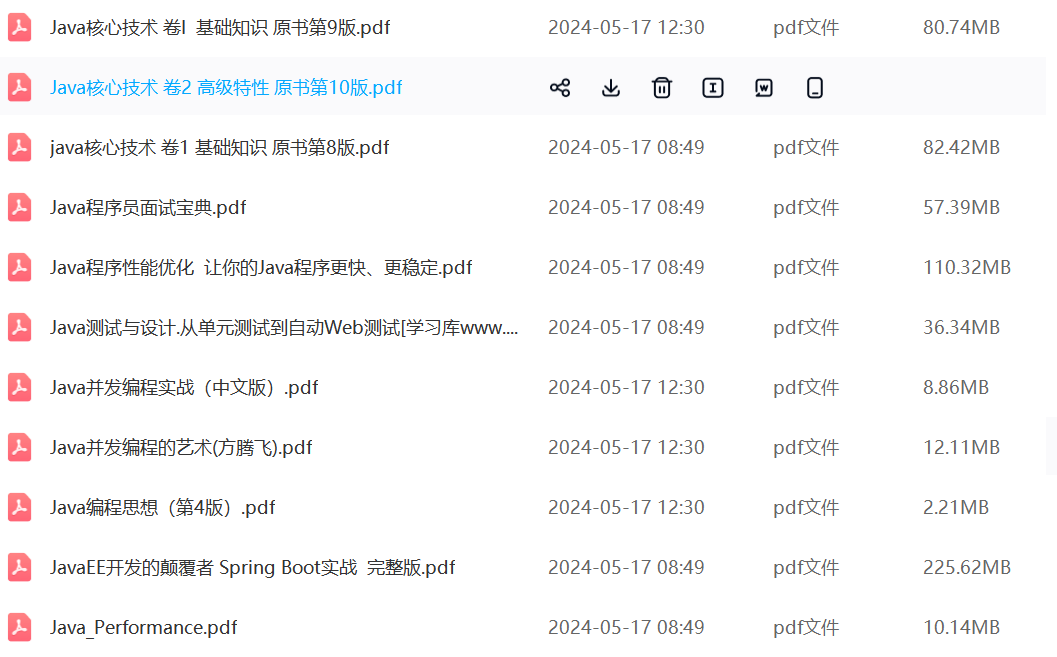 Java核心技术 卷I  基础知识 原书第9版.pdf 2024-05-17 12:30 pdf文件 80.74MB
Java核心技术 卷2 高级特性 原书第10版.pdf
java核心技术 卷1 基础知识 原书第8版.pdf 2024-05-17 08:49 pdf文件 82.42MB
Java程序员面试宝典.pdf 2024-05-17 08:49 pdf文件 57.39MB
Java程序性能优化  让你的Java程序更快、更稳定.pdf 2024-05-17 08:49 pdf文件 110.32MB
Java测试与设计.从单元测试到自动Web测试[学习库www.... 2024-05-17 08:49 pdf文件 36.34MB
Java并发编程实战（中文版）.pdf 2024-05-17 12:30 pdf文件 8.86MB
Java并发编程的艺术(方腾飞).pdf 2024-05-17 12:30 pdf文件 12.11MB
Java编程思想（第4版）.pdf 2024-05-17 12:30 pdf文件 2.21MB
JavaEE开发的颠覆者 Spring Boot实战  完整版.pdf 2024-05-17 08:49 pdf文件 225.62MB
Java_Performance.pdf 2024-05-17 08:49 pdf文件 10.14MB